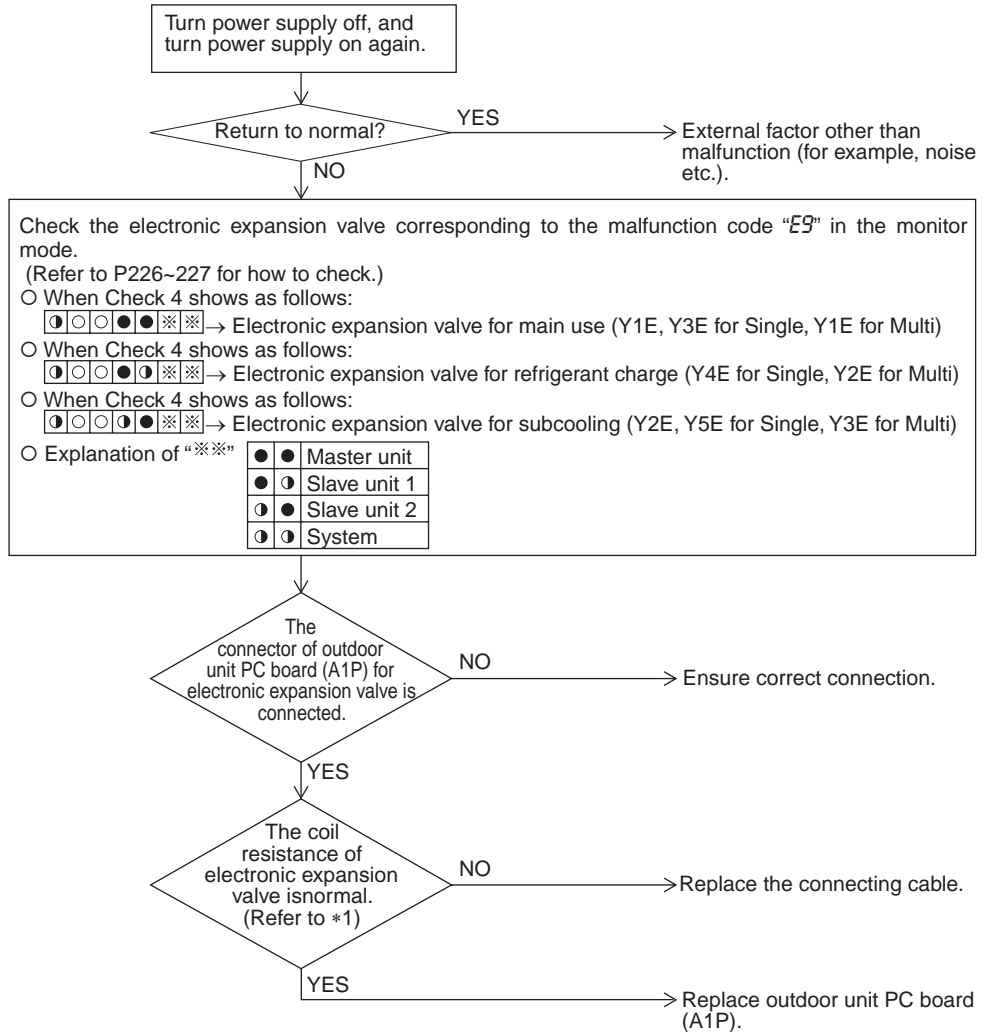 Turn power supply off, and
turn power supply on again.
Return to normal?
YES
External factor other than
malfunction (for example, noise
etc.).
NO
Check the electronic expansion valve corresponding to the malfunction code “E9” in the monitor
mode.
(Refer to P226~227 for how to check.)
○ When Check 4 shows as follows:
◑ ○ ○ ● ● ※ ※ → Electronic expansion valve for main use (Y1E, Y3E for Single, Y1E for Multi)
○ When Check 4 shows as follows:
◑ ○ ○ ● ◑ ※ ※ → Electronic expansion valve for refrigerant charge (Y4E for Single, Y2E for Multi)
○ When Check 4 shows as follows:
◑ ○ ○ ◑ ● ※ ※ → Electronic expansion valve for subcooling (Y2E, Y5E for Single, Y3E for Multi)
○ Explanation of “※※”
● ● Master unit
● ◑ Slave unit 1
◑ ● Slave unit 2
◑ ◑ System
The
connector of outdoor
unit PC board (A1P) for
electronic expansion valve is
connected.
NO
Ensure correct connection.
YES
The coil
resistance of
electronic expansion
valve isnormal.
(Refer to *1)
NO
Replace the connecting cable.
YES
Replace outdoor unit PC board
(A1P).